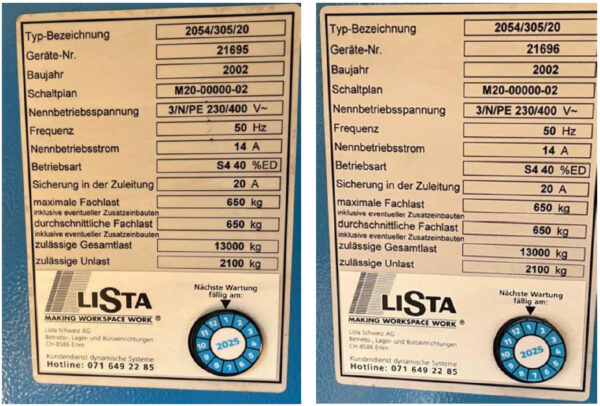 Typ-Bezeichnung 2054/305/20
Geräte-Nr. 21695
Baujahr 2002
Schaltplan M20-00000-02
Nennbetriebsspannung 3/N/PE 230/400 V~
Frequenz 50 Hz
Nennbetriebsstrom 14 A
Betriebsart S4 40 %ED
Sicherung in der Zuleitung 20 A
maximale Fachlast 650 kg
inklusive eventueller Zusatzeinbauten
durchschnittliche Fachlast 650 kg
inklusive eventueller Zusatzeinbauten
zulässige Gesamtlast 13000 kg
zulässige Unlast 2100 kg
Nächste Wartung
fällig am:
LISTA
MAKING WORKSPACE WORK ®
Lista Schweiz AG
Betriebs-, Lager- und Büroeinrichtungen
CH-8586 Erlen
2025
Kundendienst dynamische Systeme
Hotline: 071 649 22 85
Typ-Bezeichnung 2054/305/20
Geräte-Nr. 21696
Baujahr 2002
Schaltplan M20-00000-02
Nennbetriebsspannung 3/N/PE 230/400 V~
Frequenz 50 Hz
Nennbetriebsstrom 14 A
Betriebsart S4 40 %ED
Sicherung in der Zuleitung 20 A
maximale Fachlast 650 kg
inklusive eventueller Zusatzeinbauten
durchschnittliche Fachlast 650 kg
inklusive eventueller Zusatzeinbauten
zulässige Gesamtlast 13000 kg
zulässige Unlast 2100 kg
Nächste Wartung
fällig am:
LISTA
MAKING WORKSPACE WORK ®
Lista Schweiz AG
Betriebs-, Lager- und Büroeinrichtungen
CH-8586 Erlen
2025
Kundendienst dynamische Systeme
Hotline: 071 649 22 85